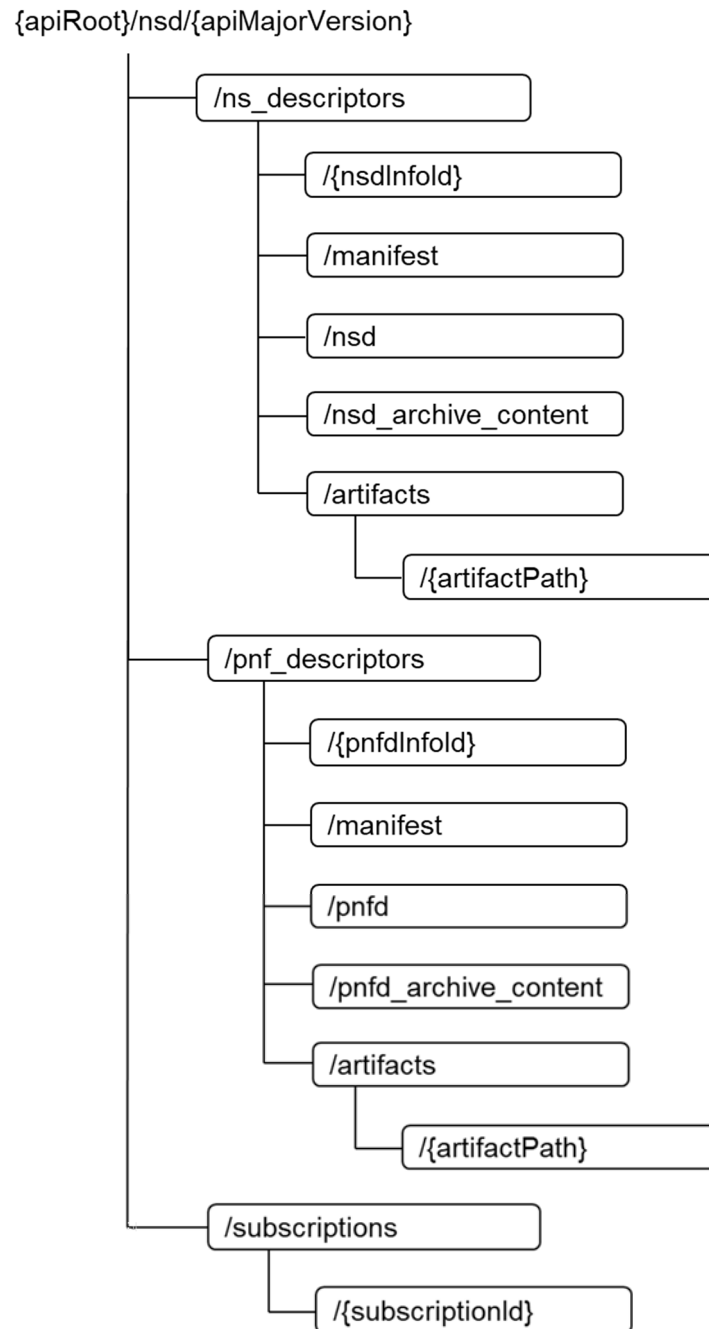 {apiRoot}/nsd/{apiMajorVersion}
/ns_descriptors
/{nsdInfoId}
/manifest
/nsd
/nsd_archive_content
/artifacts
/{artifactPath}
/pnf_descriptors
/{pnfdInfoId}
/manifest
/pnfd
/pnfd_archive_content
/artifacts
/{artifactPath}
/subscriptions
/{subscriptionId}